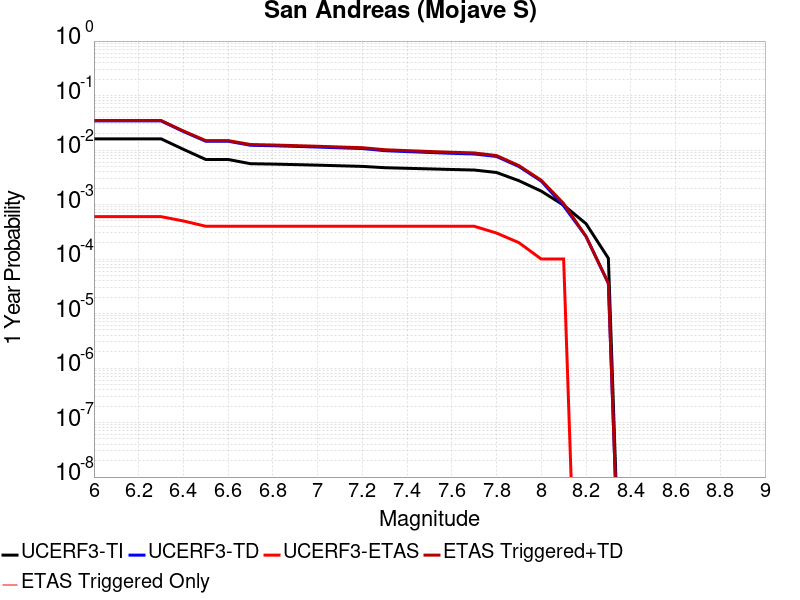 San Andreas (Mojave S)
10 0
10 -1
10 -2
10 -3
10 -4
10 -5
10 -6
10 -7
10 -8
1 Year Probability
6 6.2 6.4 6.6 6.8 7 7.2 7.4 7.6 7.8 8 8.2 8.4 8.6 8.8 9
Magnitude
UCERF3-TI UCERF3-TD UCERF3-ETAS ETAS Triggered+TD
ETAS Triggered Only